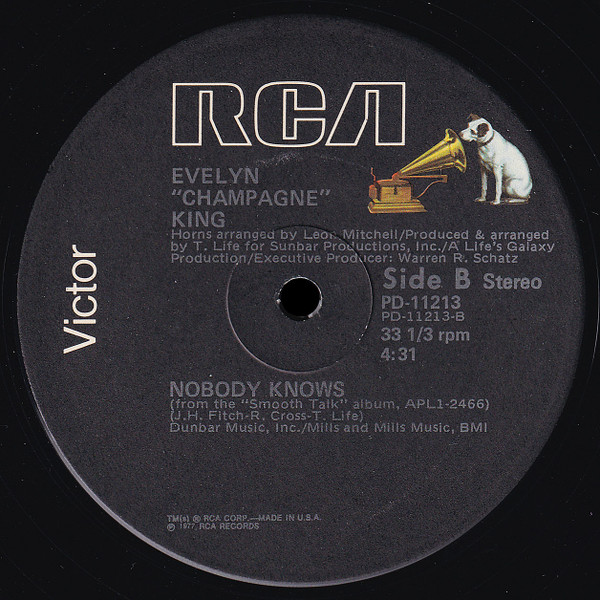 RCA
EVELYN
"CHAMPAGNE"
KING
Horns arranged by Leon Mitchell/Produced & arranged
by T. Life for Sunbar Productions, Inc./A Life's Galaxy
Production/Executive Producer: Warren R. Schatz
Side B Stereo
PD-11213
PD-11213-B
33 1/3 rpm
4:31
Victor
NOBODY KNOWS
(from the "Smooth Talk" album, APL1-2466)
(J.H. Fitch-R. Cross-T. Life)
Dunbar Music, Inc./Mills and Mills Music, BMI
TM(s) ® RCA CORP.—MADE IN U.S.A.
℗ 1977, RCA RECORDS